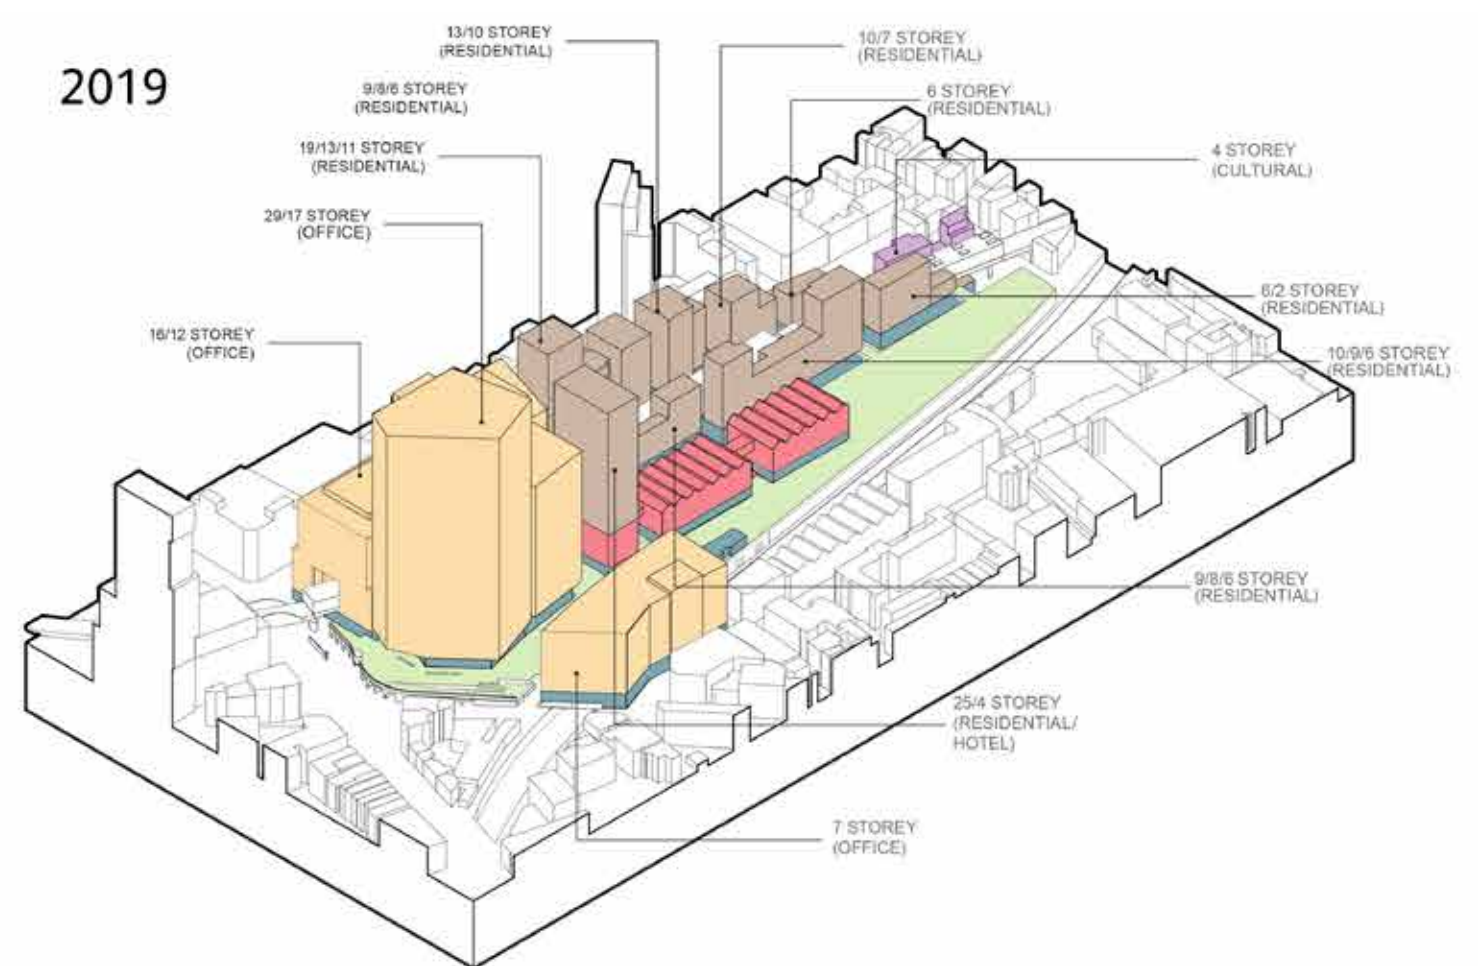 2019
13/10 STOREY
(RESIDENTIAL)
10/7 STOREY
(RESIDENTIAL)
9/8/6 STOREY
(RESIDENTIAL)
6 STOREY
(RESIDENTIAL)
19/13/11 STOREY
(RESIDENTIAL)
4 STOREY
(CULTURAL)
29/17 STOREY
(OFFICE)
6/2 STOREY
(RESIDENTIAL)
16/12 STOREY
(OFFICE)
10/9/6 STOREY
(RESIDENTIAL)
9/8/6 STOREY
(RESIDENTIAL)
25/4 STOREY
(RESIDENTIAL/
HOTEL)
7 STOREY
(OFFICE)